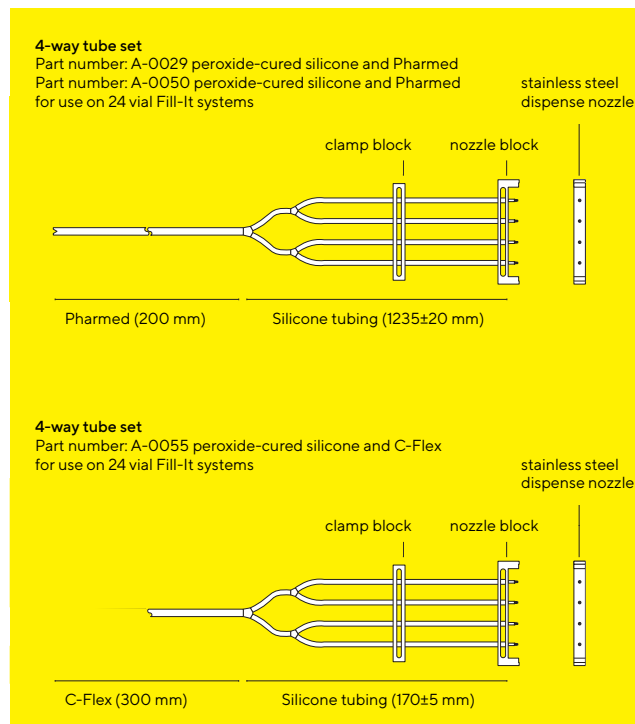 4-way tube set
Part number: A-0029 peroxide-cured silicone and Pharmed
Part number: A-0050 peroxide-cured silicone and Pharmed
for use on 24 vial Fill-It systems
stainless steel
dispense nozzle
clamp block
nozzle block
Pharmed (200 mm)
Silicone tubing (1235±20 mm)
4-way tube set
Part number: A-0055 peroxide-cured silicone and C-Flex
for use on 24 vial Fill-It systems
stainless steel
dispense nozzle
clamp block
nozzle block
C-Flex (300 mm)
Silicone tubing (170±5 mm)